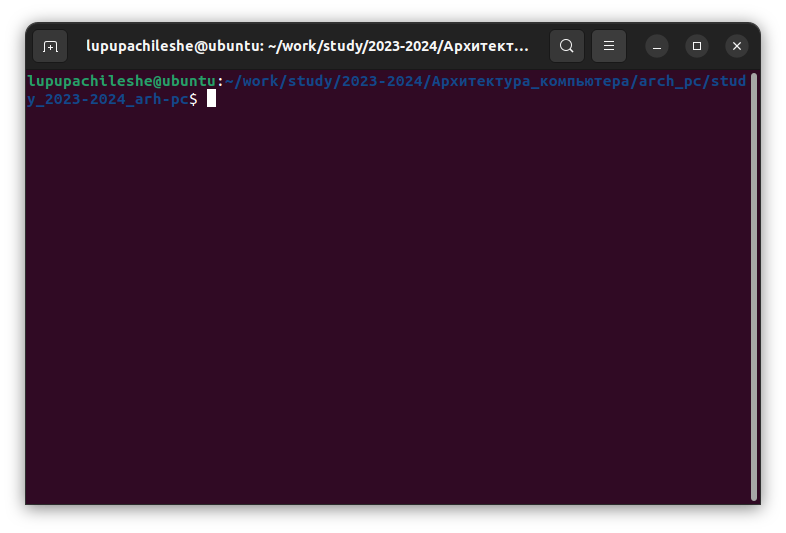 lupupachileshe@ubuntu: ~/work/study/2023-2024/Архитект...
lupupachileshe@ubuntu:~/work/study/2023-2024/Архитектура_компьютера/arch_pc/stud
y_2023-2024_arh-pc$